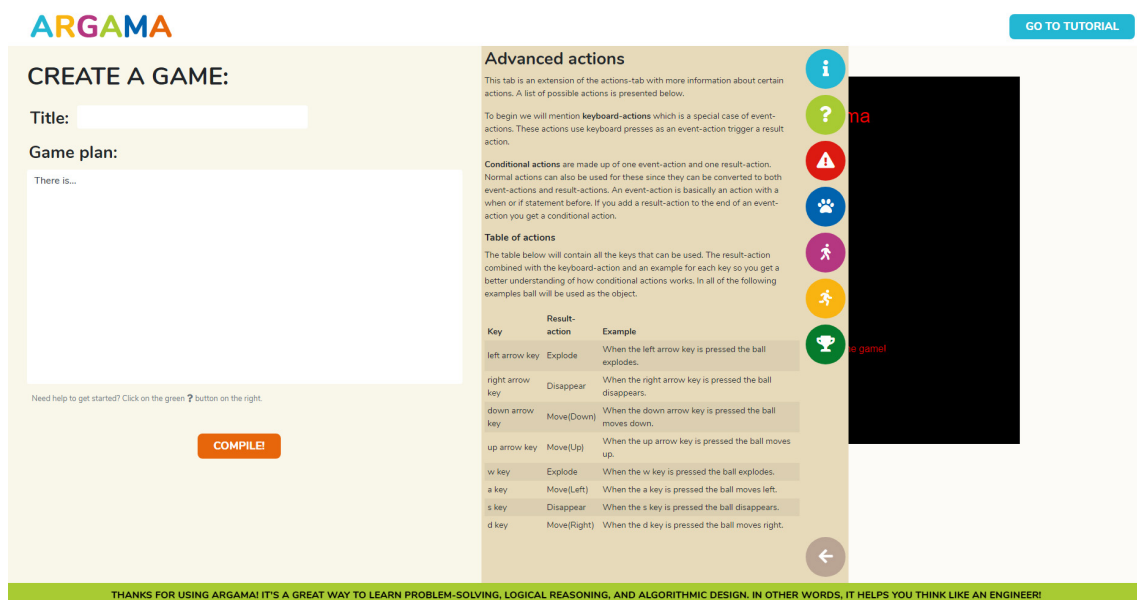 ARGAMA
GO TO TUTORIAL
CREATE A GAME:
Title:
Game plan:
There is...
Need help to get started? Click on the green ? button on the right.
COMPILE!
Advanced actions
This tab is an extension of the actions-tab with more information about certain
actions. A list of possible actions is presented below.
To begin we will mention keyboard-actions which is a special case of event-
actions. These actions use keyboard presses as an event-action trigger a result
action.
Conditional actions are made up of one event-action and one result-action.
Normal actions can also be used for these since they can be converted to both
event-actions and result-actions. An event-action is basically an action with a
when or if statement before. If you add a result-action to the end of an event-
action you get a conditional action.
Table of actions
The table below will contain all the keys that can be used. The result-action
combined with the keyboard-action and an example for each key so you get a
better understanding of how conditional actions works. In all of the following
examples ball will be used as the object.
Key Result-action Example
left arrow key Explode When the left arrow key is pressed the ball
explodes.
right arrow key Disappear When the right arrow key is pressed the ball
disappears.
down arrow key Move(Down) When the down arrow key is pressed the ball
moves down.
up arrow key Move(Up) When the up arrow key is pressed the ball moves
up.
w key Explode When the w key is pressed the ball explodes.
a key Move(Left) When the a key is pressed the ball moves left.
s key Disappear When the s key is pressed the ball disappears.
d key Move(Right) When the d key is pressed the ball moves right.
ma
game!
THANKS FOR USING ARGAMA! IT'S A GREAT WAY TO LEARN PROBLEM-SOLVING, LOGICAL REASONING, AND ALGORITHMIC DESIGN. IN OTHER WORDS, IT HELPS YOU THINK LIKE AN ENGINEER!